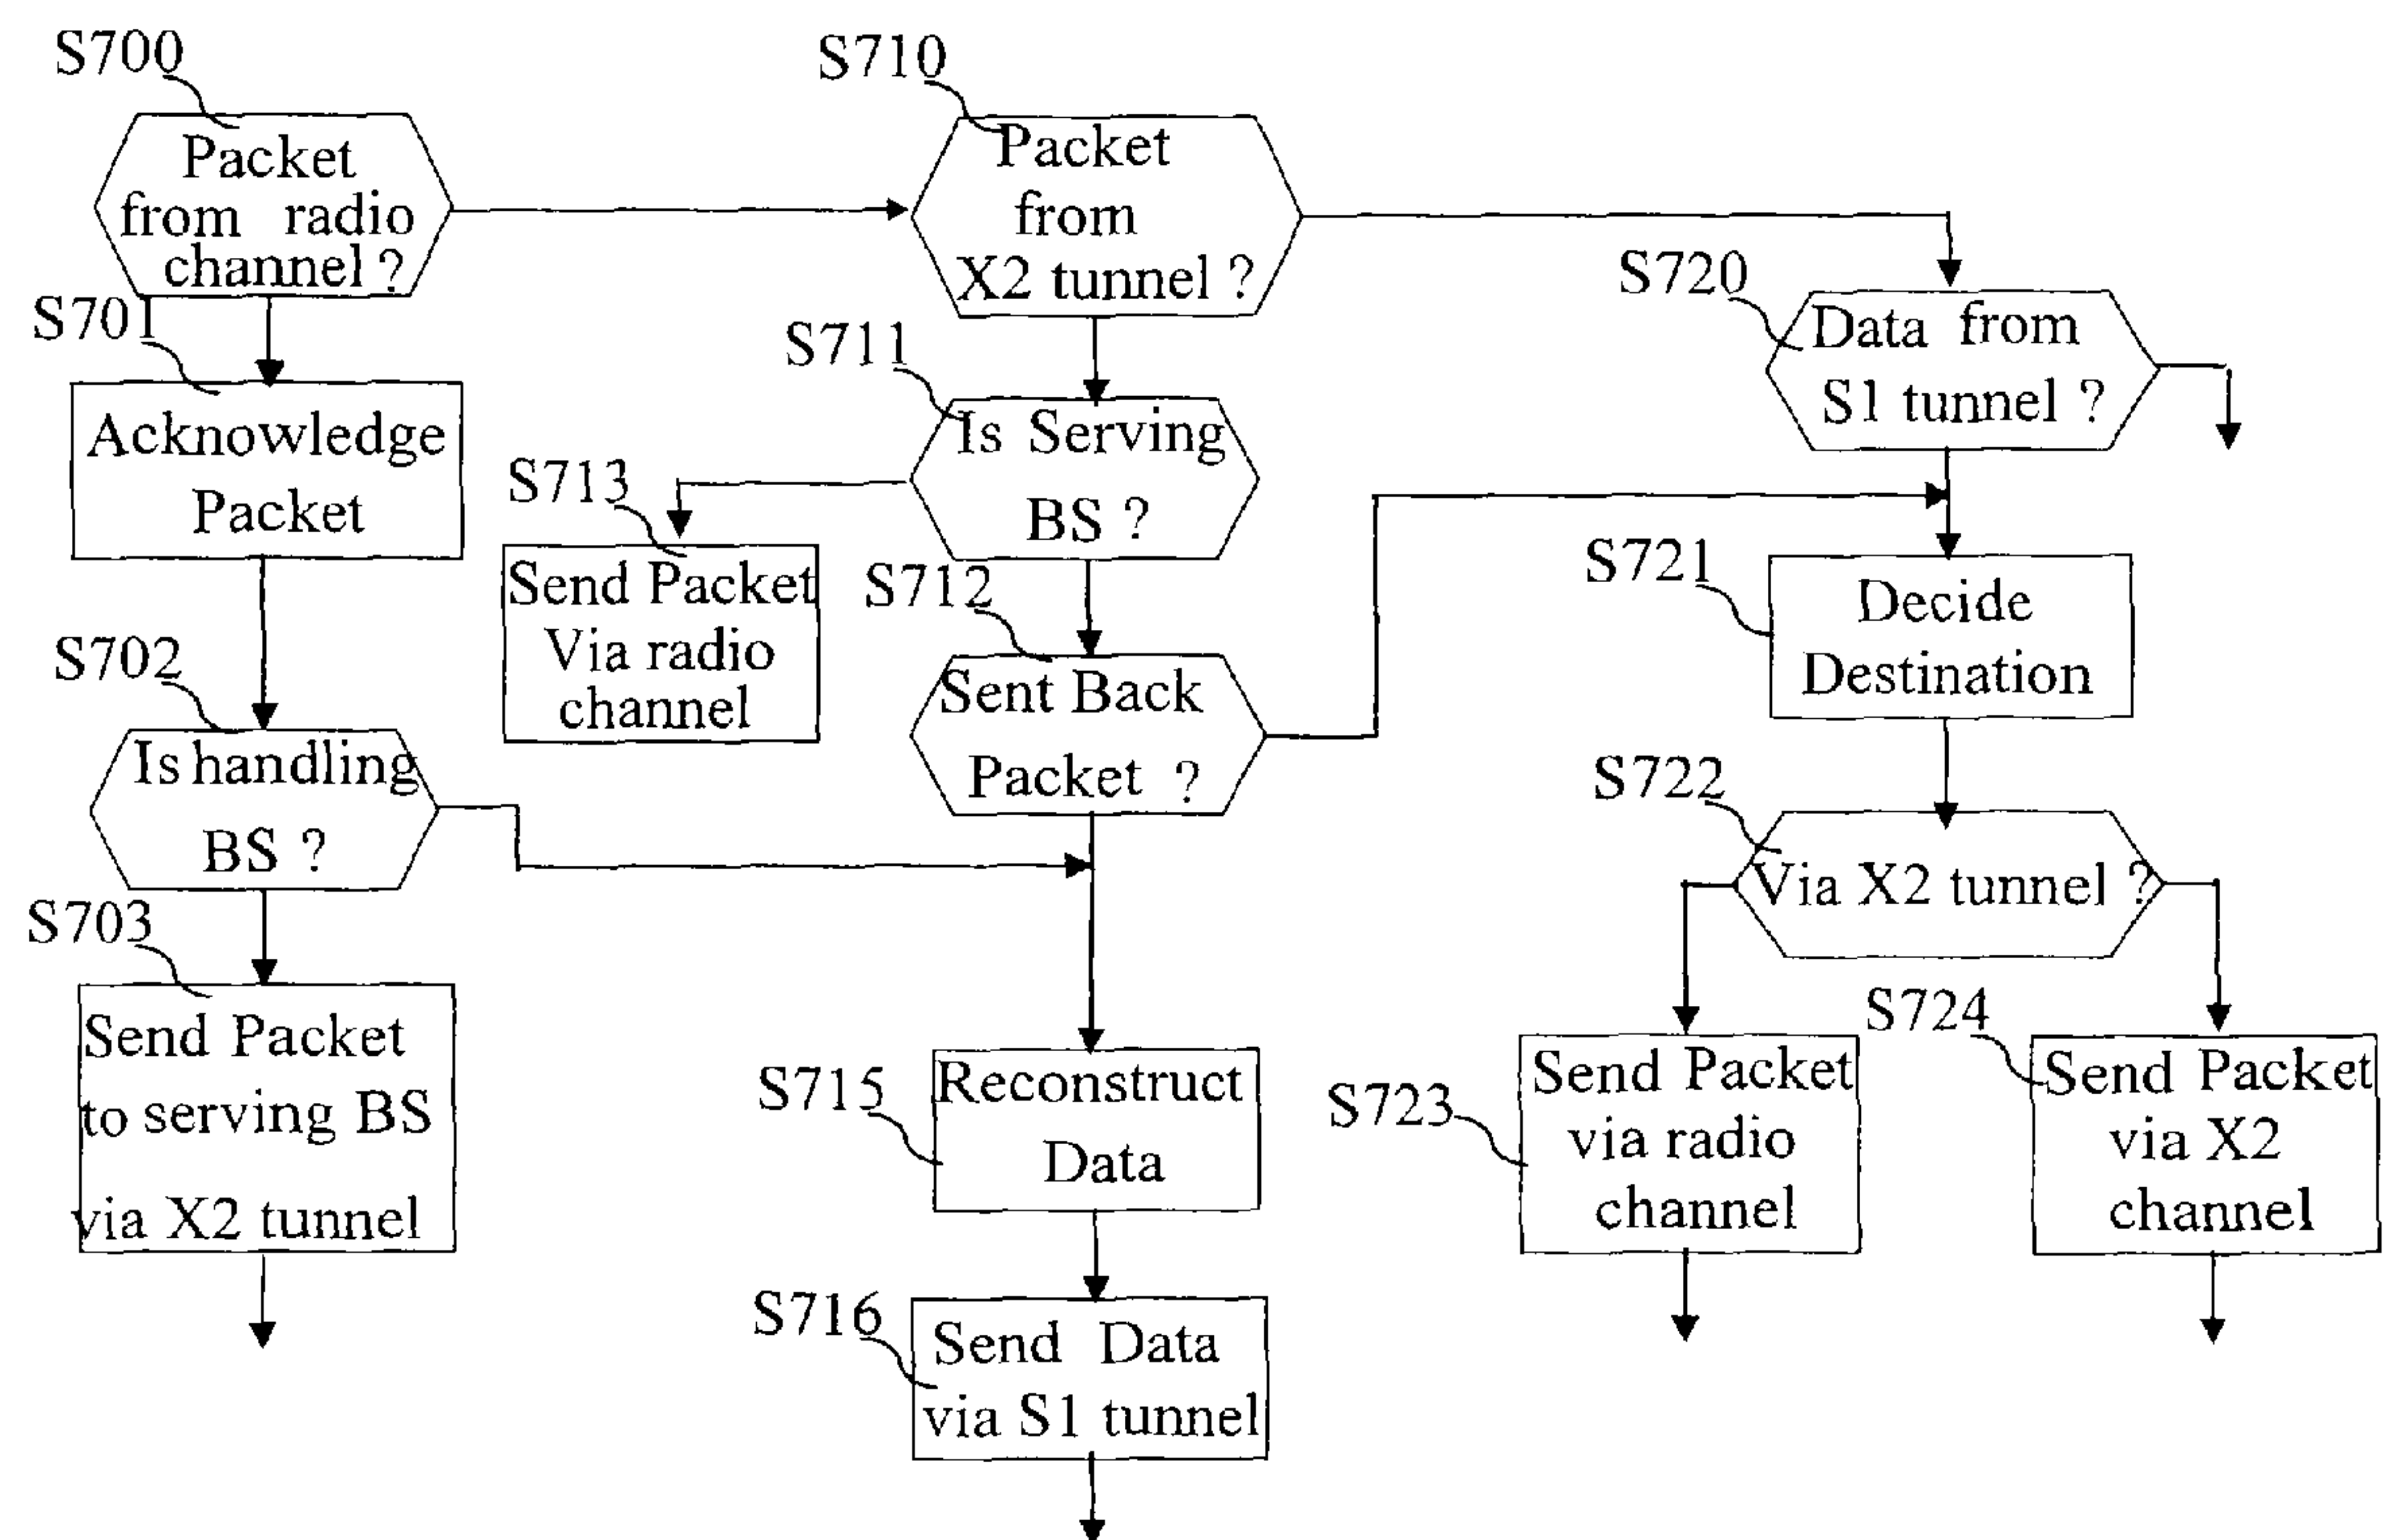 S700
Packet
from radio
channel ?
S701
Acknowledge
Packet
S702
Is handling
BS ?
S703
Send Packet
to serving BS
via X2 tunnel
S710
Packet
from
X2 tunnel ?
S711
Is Serving
BS ?
S713
Send Packet
Via radio
channel
S712
Sent Back
Packet ?
S715
Reconstruct
Data
S716
Send Data
via S1 tunnel
S720
Data from
S1 tunnel ?
S721
Decide
Destination
S722
Via X2 tunnel ?
S723
Send Packet
via radio
channel
S724
Send Packet
via X2
channel